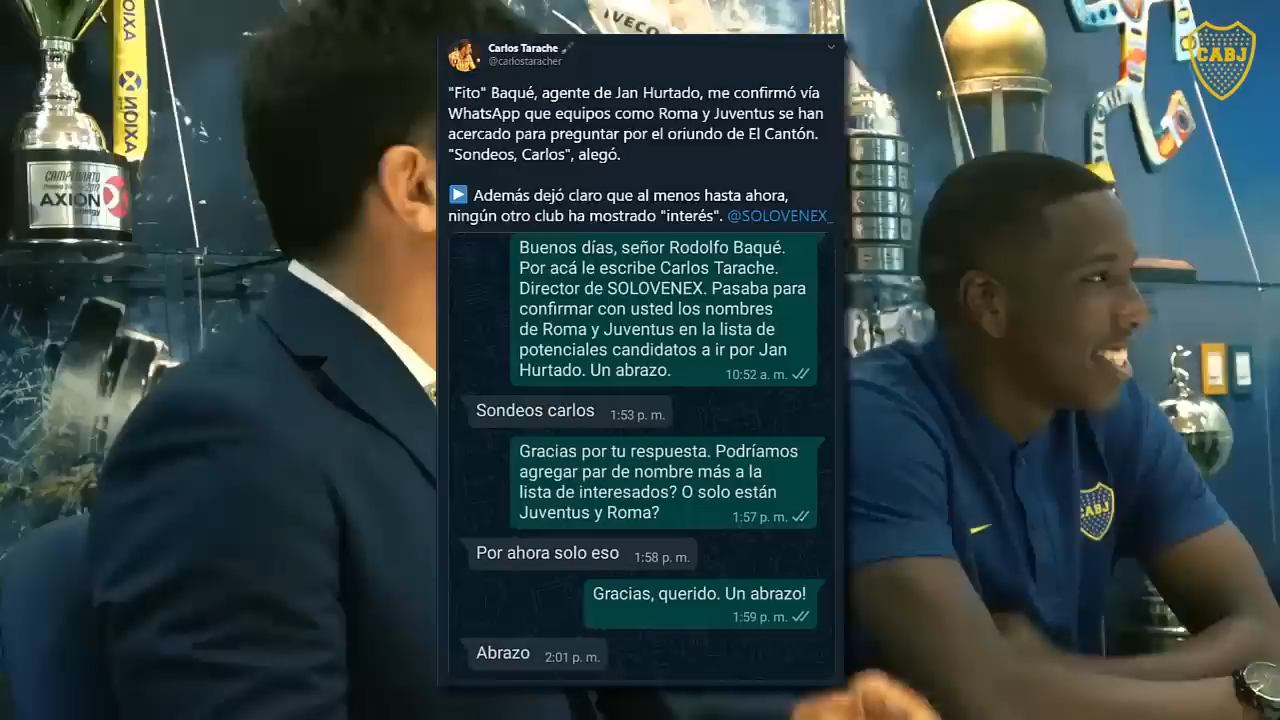 IVECO
CABJ
NOIXA
NOIXA
CAMPEONATO
AXION
energy
Carlos Tarache
@carlostaracher
"Fito" Baqué, agente de Jan Hurtado, me confirmó vía
WhatsApp que equipos como Roma y Juventus se han
acercado para preguntar por el oriundo de El Cantón.
"Sondeos, Carlos", alegó.
Además dejó claro que al menos hasta ahora,
ningún otro club ha mostrado "interés". @SOLOVENEX_
Buenos días, señor Rodolfo Baqué.
Por acá le escribe Carlos Tarache.
Director de SOLOVENEX. Pasaba para
confirmar con usted los nombres
de Roma y Juventus en la lista de
potenciales candidatos a ir por Jan
Hurtado. Un abrazo.
10:52 a. m.
Sondeos carlos
1:53 p. m.
Gracias por tu respuesta. Podríamos
agregar par de nombre más a la
lista de interesados? O solo están
Juventus y Roma?
1:57 p. m.
Por ahora solo eso
1:58 p. m.
Gracias, querido. Un abrazo!
1:59 p. m.
Abrazo
2:01 p. m.
CABJ